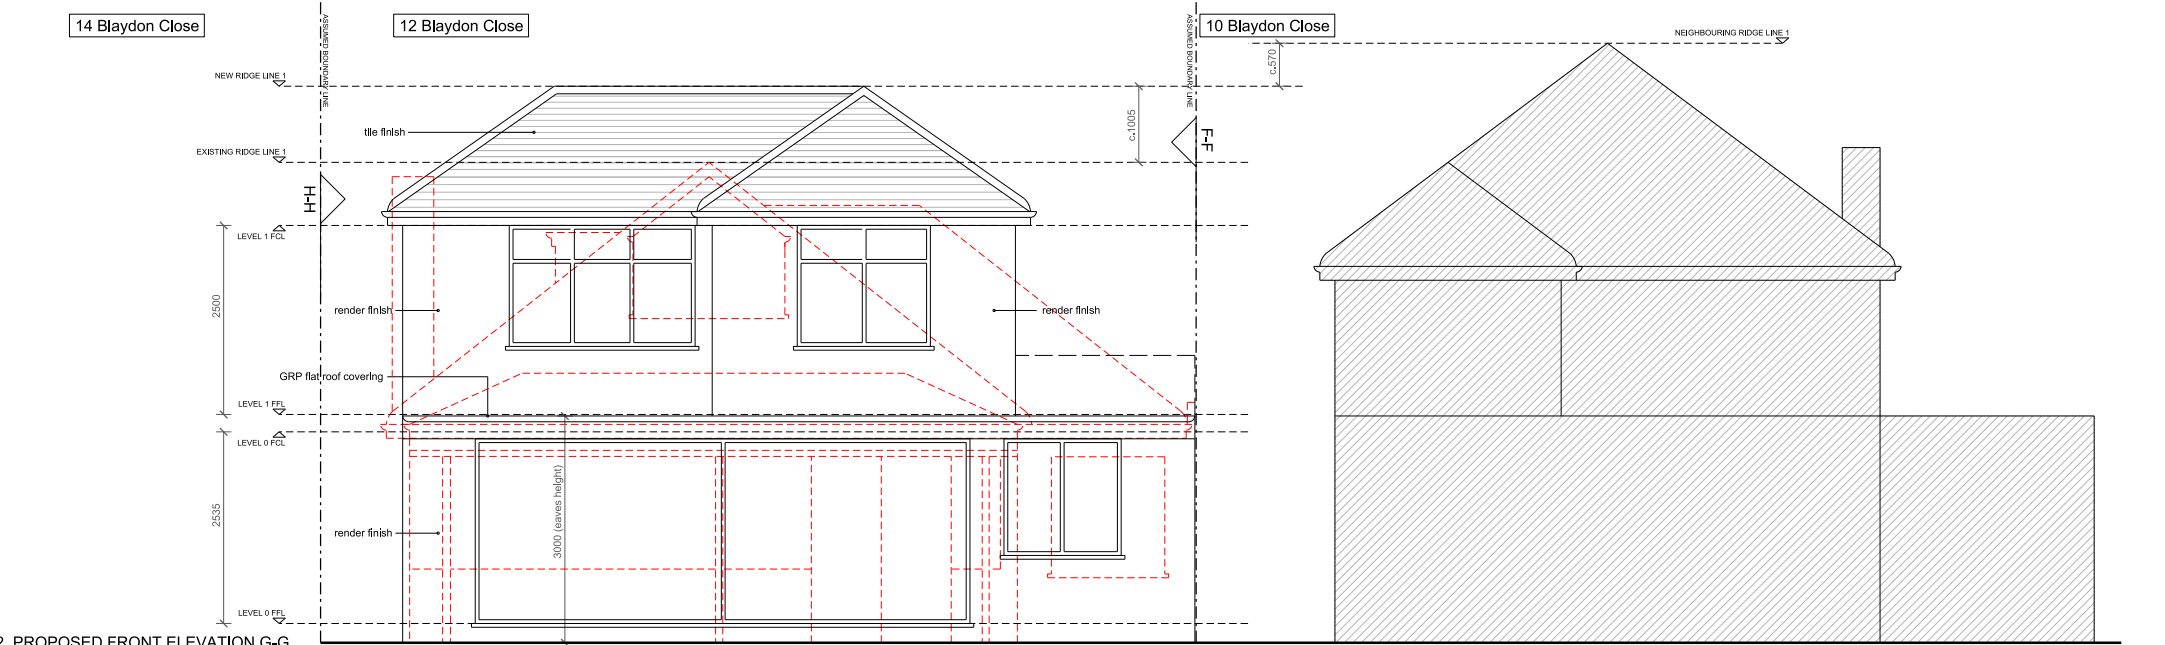 14 Blaydon Close
12 Blaydon Close
10 Blaydon Close
ASSUMED BOUNDARY LINE
ASSUMED BOUNDARY LINE
NEIGHBOURING RIDGE LINE 1
c.570
NEW RIDGE LINE 1
tile finish
c.1005
F-F
EXISTING RIDGE LINE 1
H-H
LEVEL 1 FCL
2500
render finish
render finish
GRP flat roof covering
LEVEL 1 FFL
LEVEL 0 FCL
3000 (eaves height)
2535
render finish
LEVEL 0 FFL
2 PROPOSED FRONT ELEVATION G-G